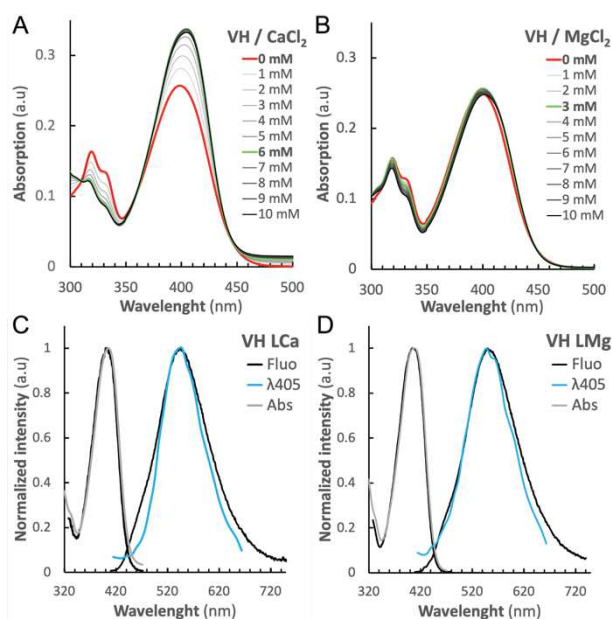 A
VH / CaCl2
0 mM
1 mM
2 mM
3 mM
4 mM
5 mM
6 mM
7 mM
8 mM
9 mM
10 mM
Absorption (a.u)
0.3
0.2
0.1
0
300
350
400
450
500
Wavelenght (nm)
B
VH / MgCl2
0 mM
1 mM
2 mM
3 mM
4 mM
5 mM
6 mM
7 mM
8 mM
9 mM
10 mM
Absorption (a.u)
0.3
0.2
0.1
0
300
350
400
450
500
Wavelenght (nm)
C
VH LCa
Fluo
λ405
Abs
Normalized intensity (a.u)
1
0.8
0.6
0.4
0.2
0
320
420
520
620
720
Wavelenght (nm)
D
VH LMg
Fluo
λ405
Abs
Normalized intensity (a.u)
1
0.8
0.6
0.4
0.2
0
320
420
520
620
720
Wavelenght (nm)